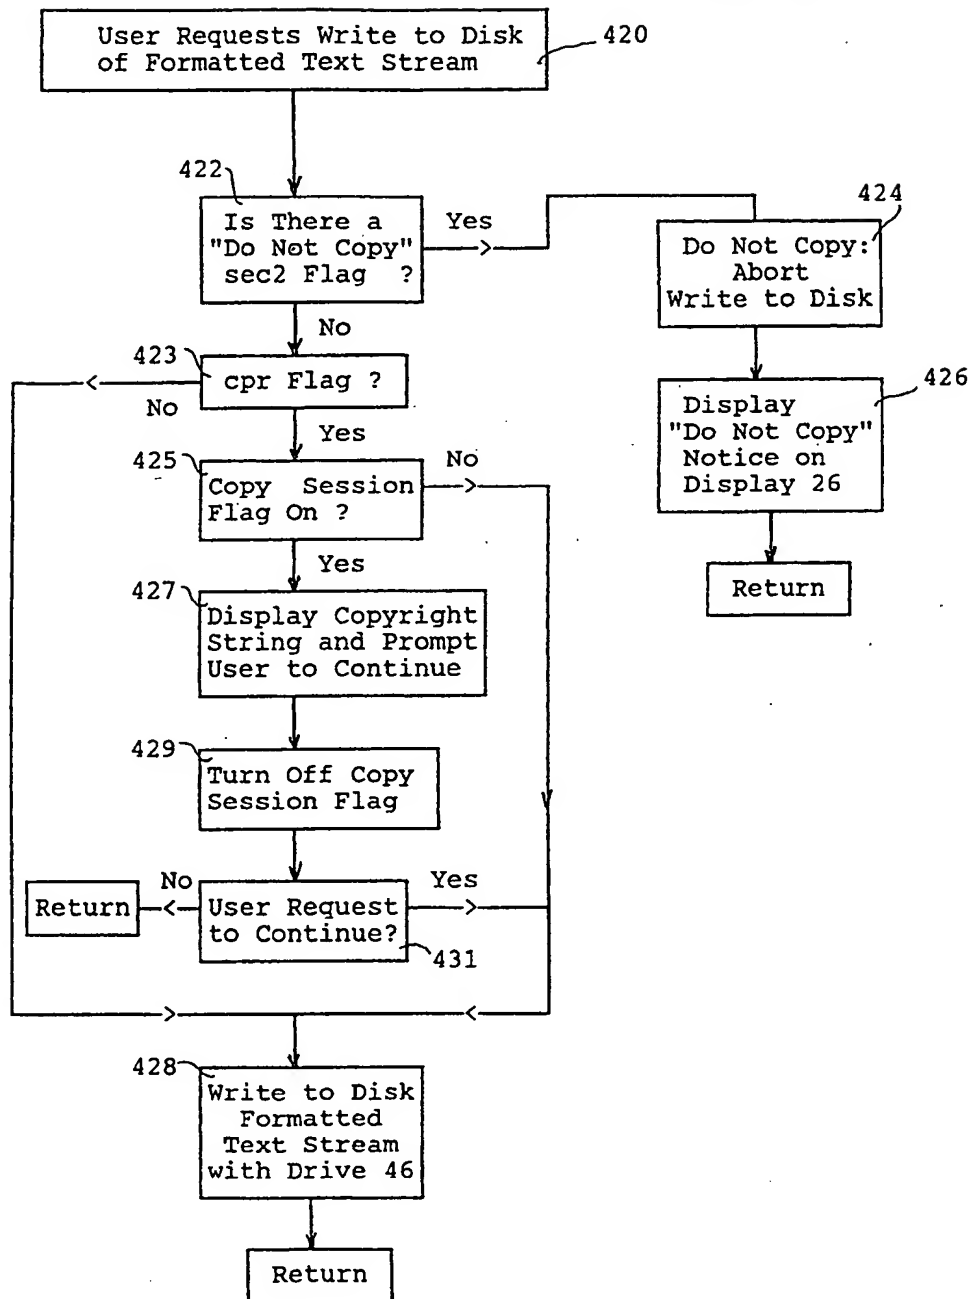 User Requests Write to Disk
of Formatted Text Stream
420
422
Is There a
"Do Not Copy"
sec2 Flag ?
Yes
No
424
Do Not Copy:
Abort
Write to Disk
426
Display
"Do Not Copy"
Notice on
Display 26
Return
423
cpr Flag ?
No
Yes
425
Copy Session
Flag On ?
No
Yes
427
Display Copyright
String and Prompt
User to Continue
429
Turn Off Copy
Session Flag
No
Yes
Return
User Request
to Continue?
431
428
Write to Disk
Formatted
Text Stream
with Drive 46
Return